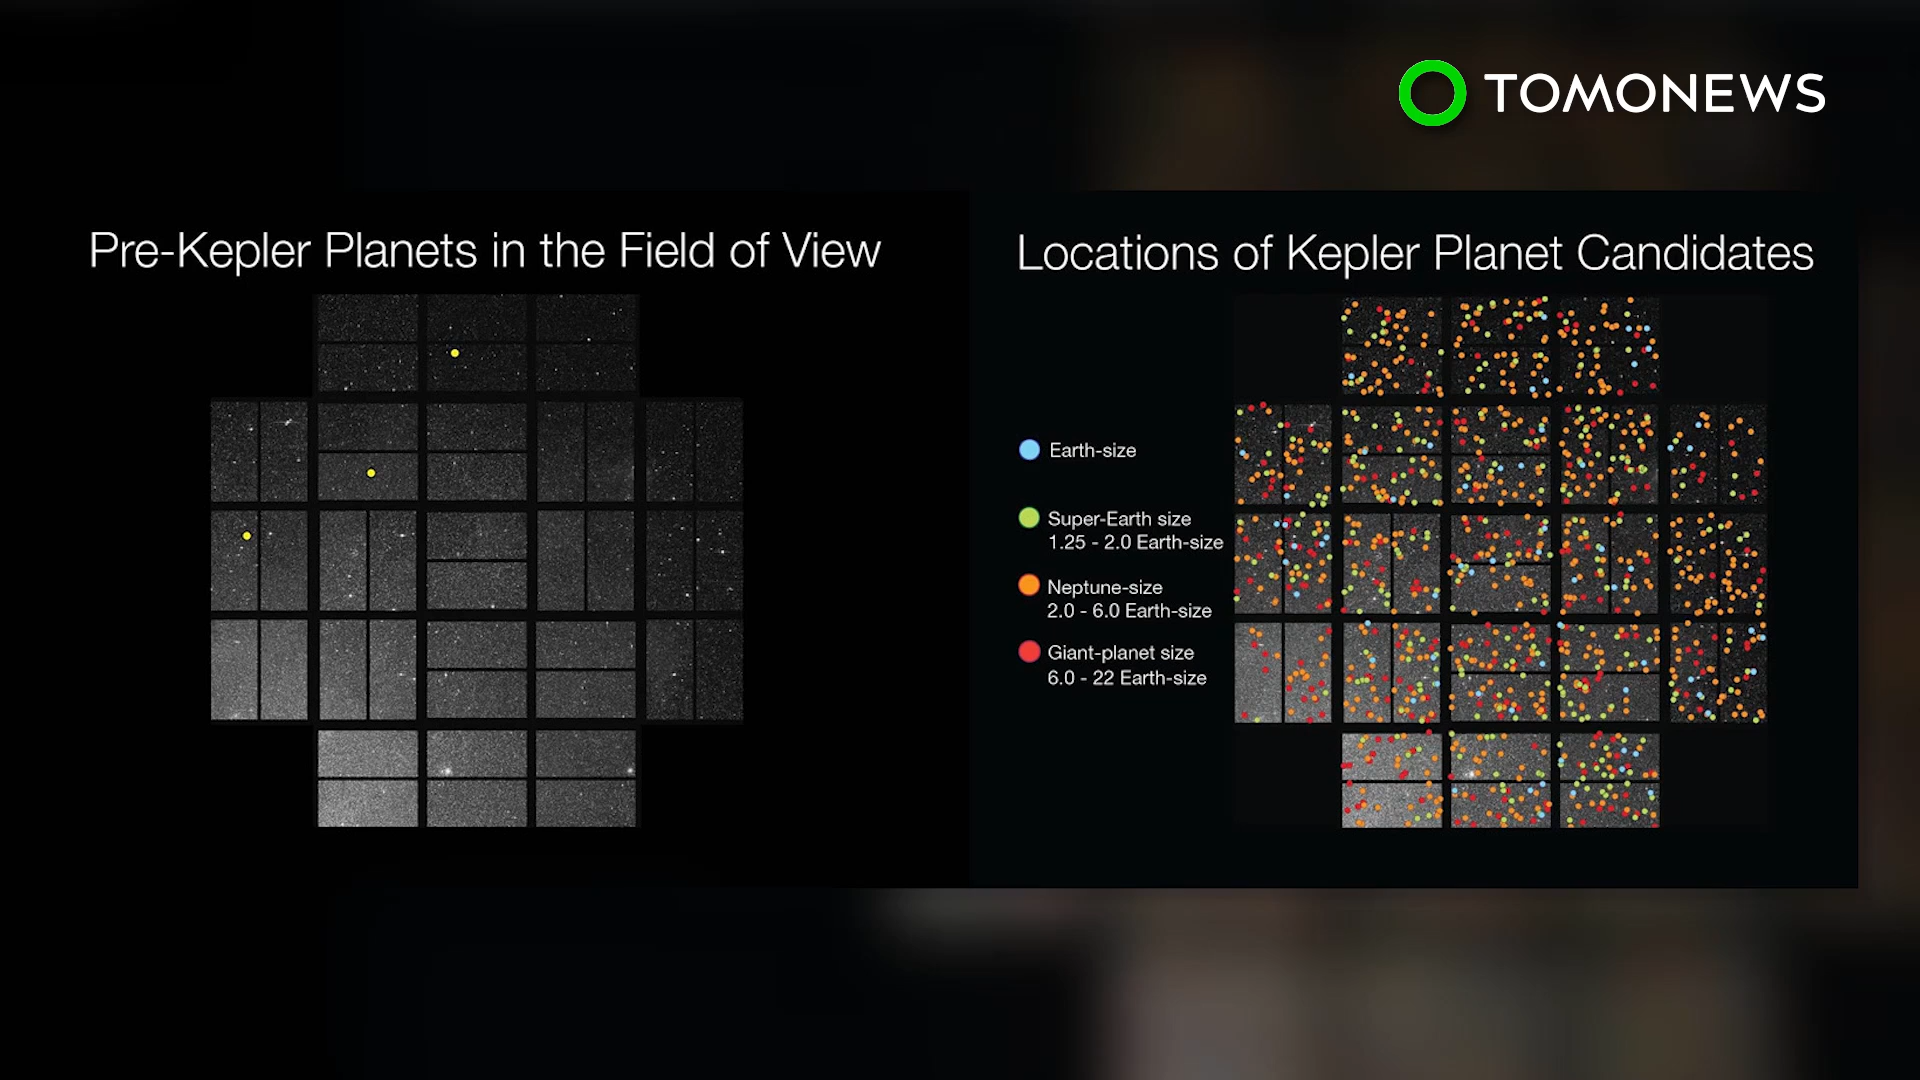 TOMONEWS
Pre-Kepler Planets in the Field of View
Locations of Kepler Planet Candidates
Earth-size
Super-Earth size
1.25 - 2.0 Earth-size
Neptune-size
2.0 - 6.0 Earth-size
Giant-planet size
6.0 - 22 Earth-size